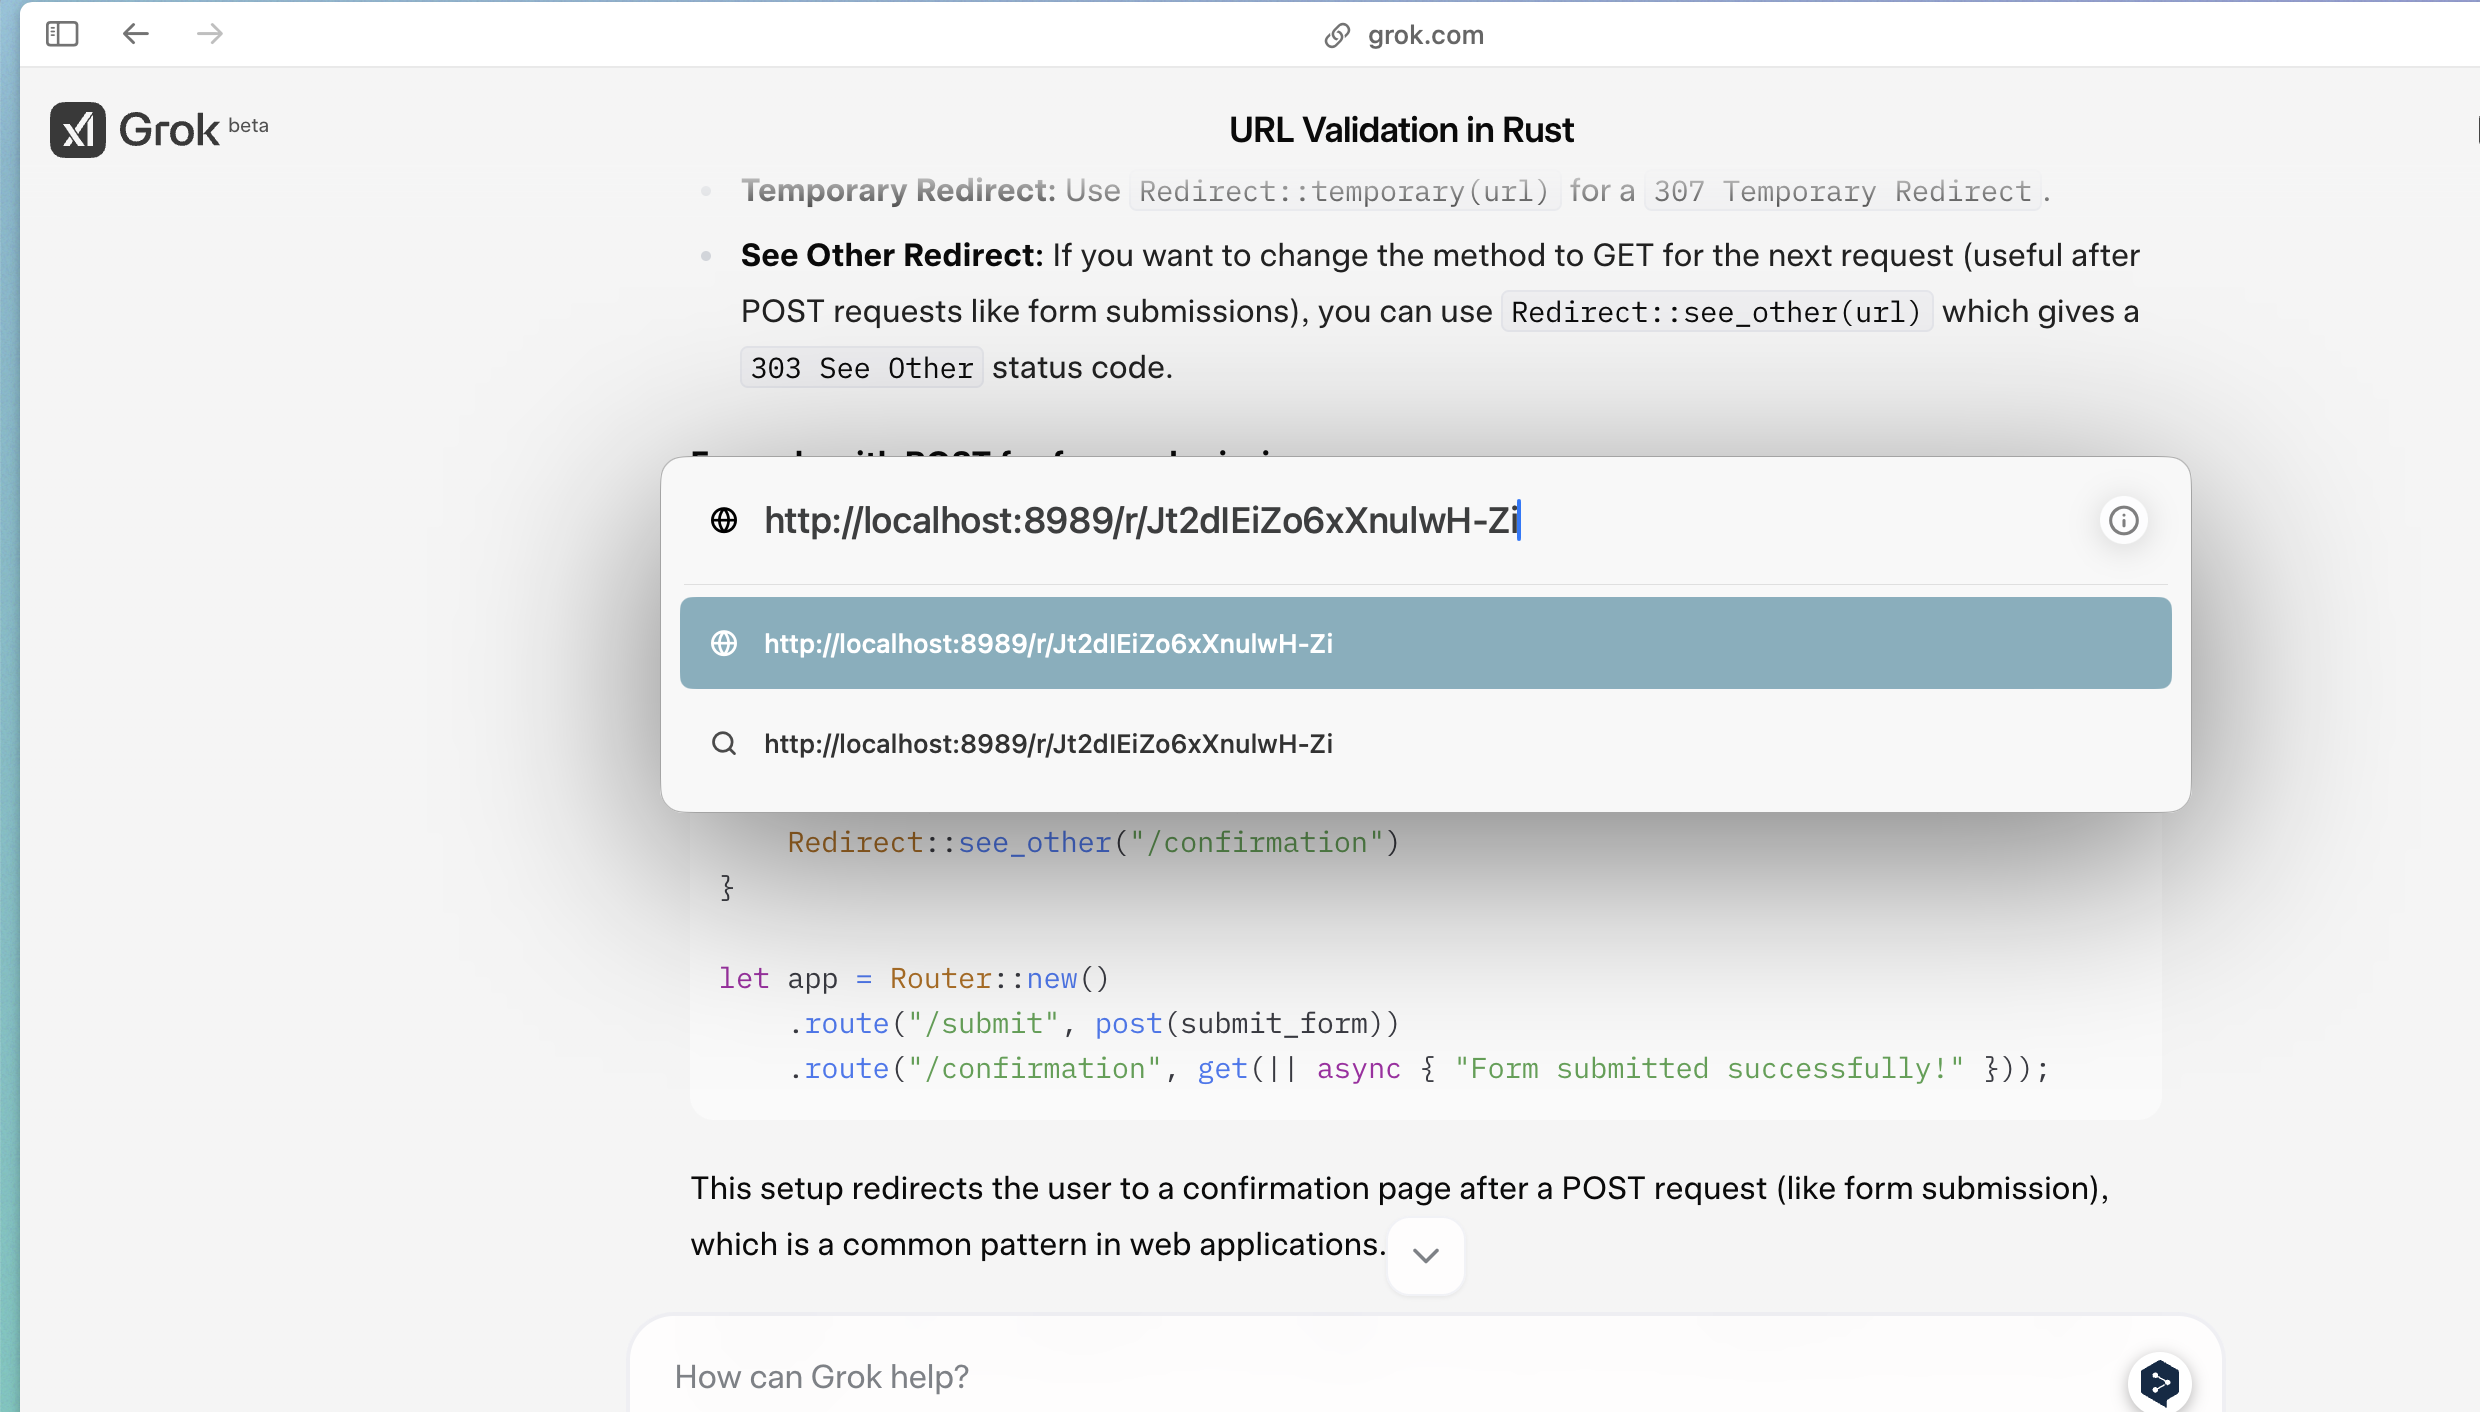 grok.com
Grok beta
URL Validation in Rust
Temporary Redirect: Use Redirect::temporary(url) for a 307 Temporary Redirect.
See Other Redirect: If you want to change the method to GET for the next request (useful after
POST requests like form submissions), you can use Redirect::see_other(url) which gives a
303 See Other status code.
http://localhost:8989/r/Jt2dIEiZo6xXnulwH-Zi
http://localhost:8989/r/Jt2dIEiZo6xXnulwH-Zi
http://localhost:8989/r/Jt2dIEiZo6xXnulwH-Zi
Redirect::see_other("/confirmation")
}
let app = Router::new()
.route("/submit", post(submit_form))
.route("/confirmation", get(|| async { "Form submitted successfully!" }));
This setup redirects the user to a confirmation page after a POST request (like form submission),
which is a common pattern in web applications.
How can Grok help?